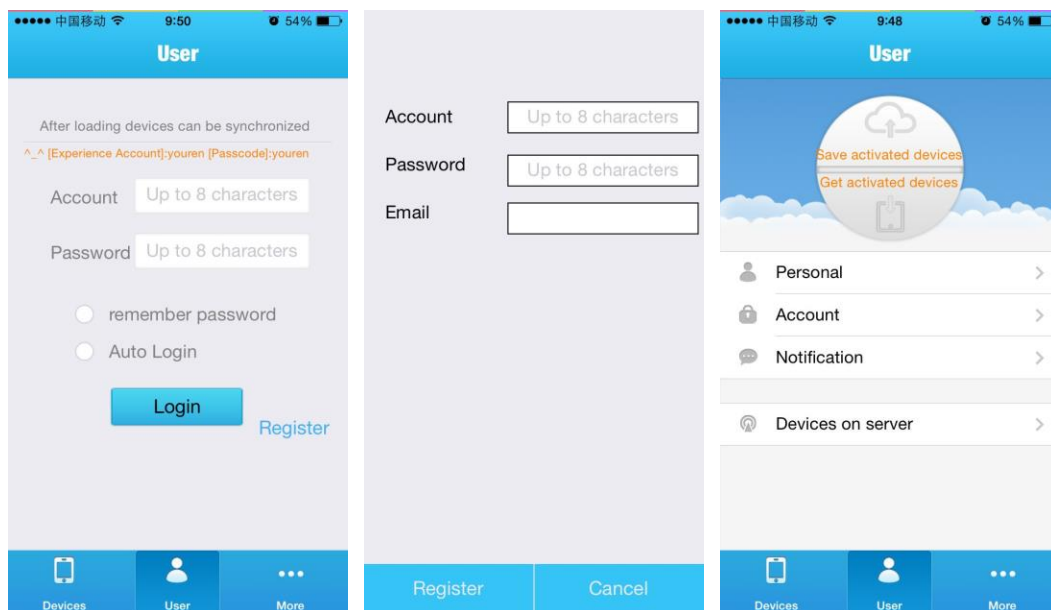 中国移动 9:50 54%
User
After loading devices can be synchronized
^_^ [Experience Account]:youren [Passcode]:youren
Account Up to 8 characters
Password Up to 8 characters
remember password
Auto Login
Login
Register
Devices User More
Account Up to 8 characters
Password Up to 8 characters
Email
Register Cancel
中国移动 9:48 54%
User
Save activated devices
Get activated devices
Personal
Account
Notification
Devices on server
Devices User More